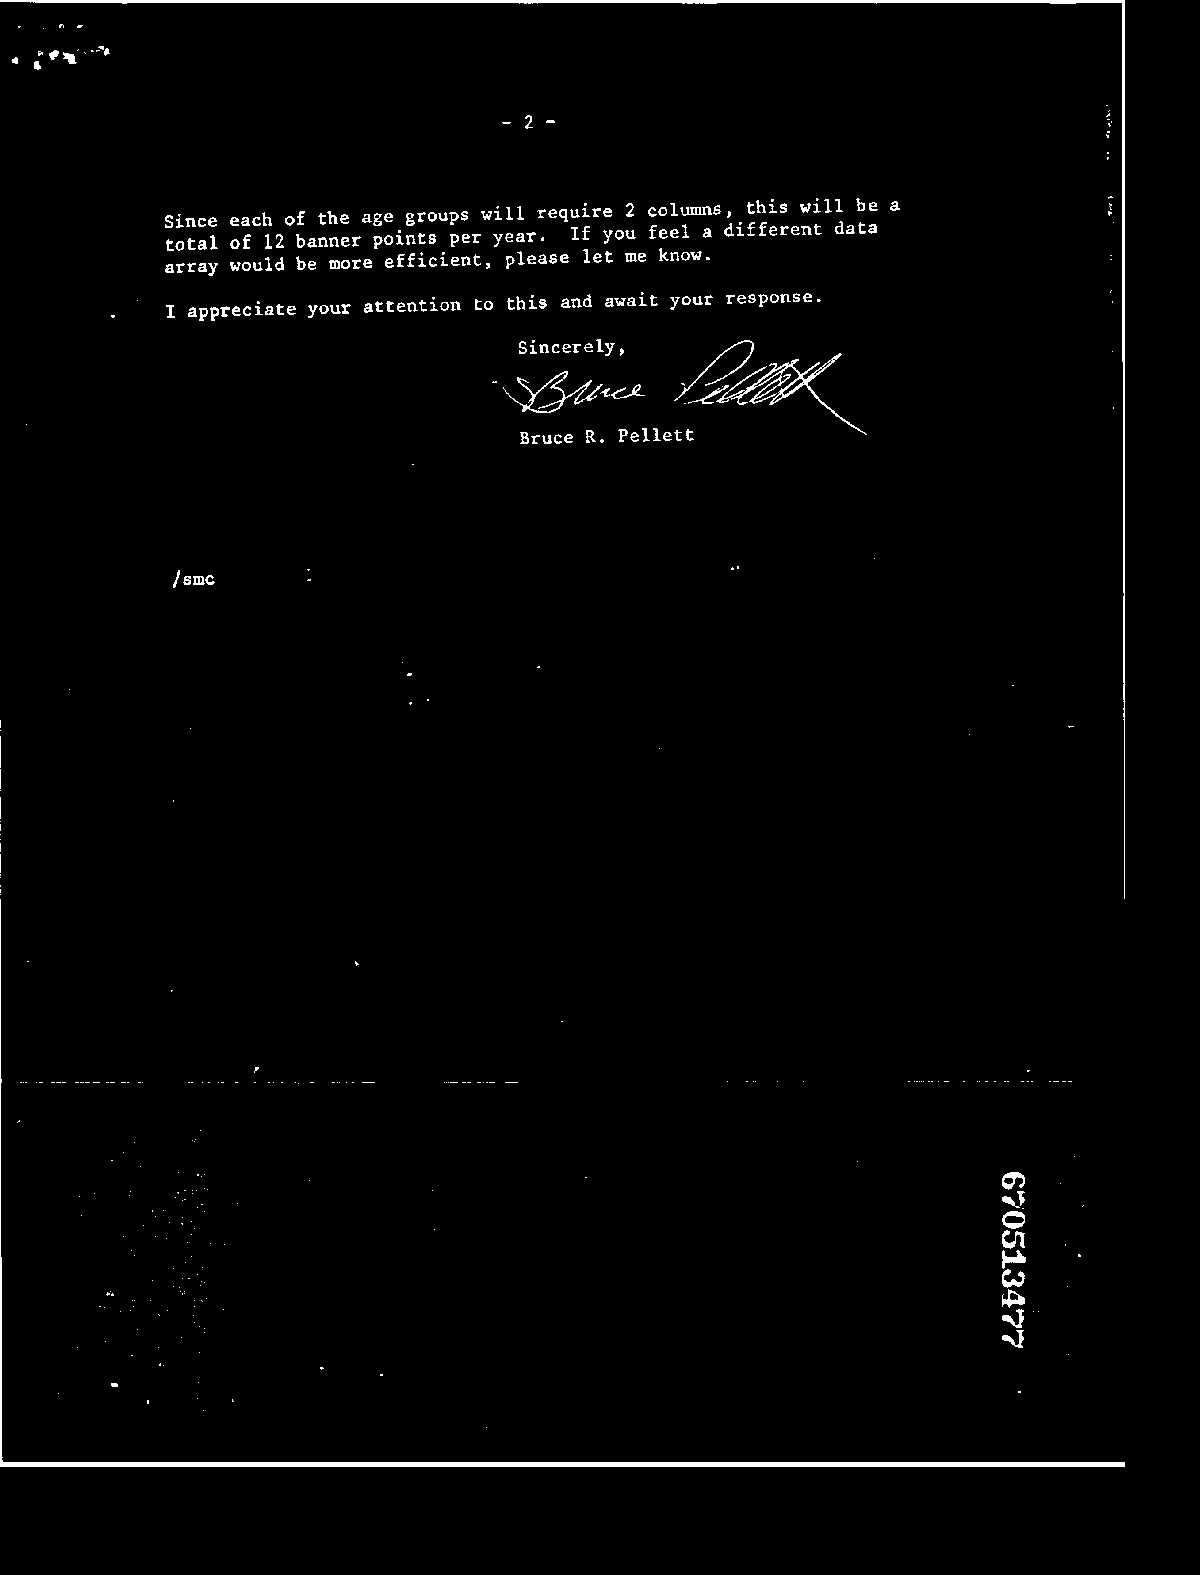 - 2 -
Since each of the age groups will require 2 columns, this will be a
total of 12 banner points per year. If you feel a different data
array would be more efficient, please let me know.
I appreciate your attention to this and await your response.
Sincerely,
Bruce Pellett
Bruce R. Pellett
/smc
670513477